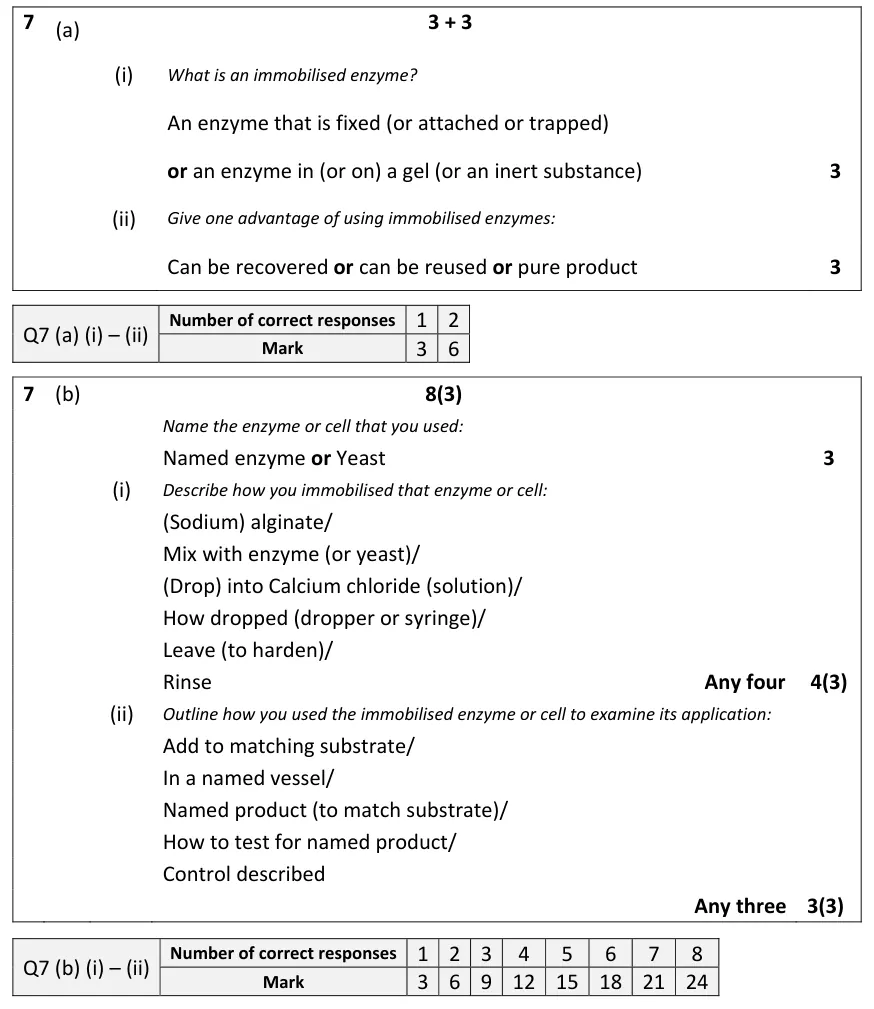 7 (a) 3 + 3
(i) What is an immobilised enzyme?
An enzyme that is fixed (or attached or trapped)
or an enzyme in (or on) a gel (or an inert substance) 3
(ii) Give one advantage of using immobilised enzymes:
Can be recovered or can be reused or pure product 3
Q7 (a) (i) – (ii) Number of correct responses 1 2
Mark 3 6
7 (b) 8(3)
Name the enzyme or cell that you used:
Named enzyme or Yeast 3
(i) Describe how you immobilised that enzyme or cell:
(Sodium) alginate/
Mix with enzyme (or yeast)/
(Drop) into Calcium chloride (solution)/
How dropped (dropper or syringe)/
Leave (to harden)/
Rinse Any four 4(3)
(ii) Outline how you used the immobilised enzyme or cell to examine its application:
Add to matching substrate/
In a named vessel/
Named product (to match substrate)/
How to test for named product/
Control described
Any three 3(3)
Q7 (b) (i) – (ii) Number of correct responses 1 2 3 4 5 6 7 8
Mark 3 6 9 12 15 18 21 24